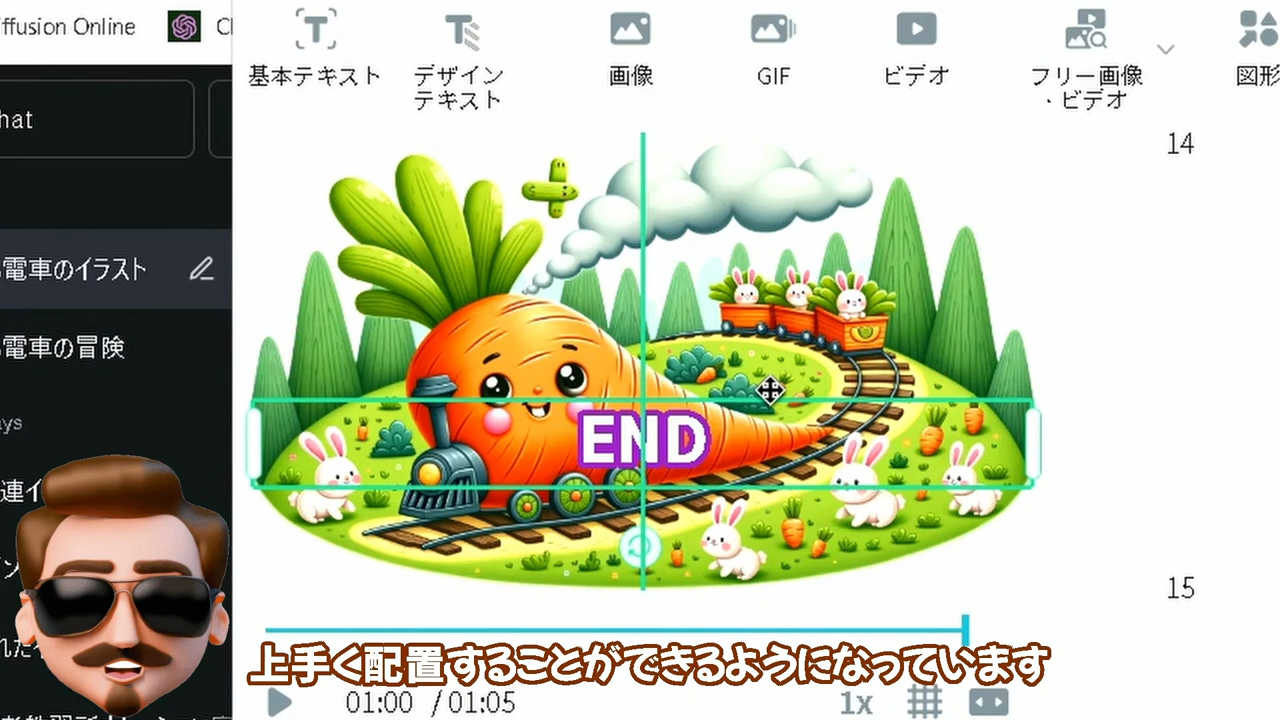 ffusion Online
基本テキスト
デザイン
テキスト
画像
GIF
ビデオ
フリー画像
・ビデオ
図形
hat
14
電車のイラスト
電車の冒険
ays
END
連イ
15
上手く配置することができるようになっています
01:00 / 01:05
1x